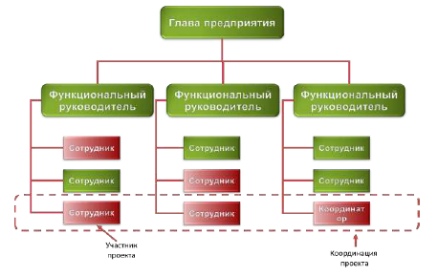 Глава предприятия
Функциональный
руководитель
Функциональный
руководитель
Функциональный
руководитель
Сотрудник
Сотрудник
Сотрудник
Сотрудник
Сотрудник
Сотрудник
Сотрудник
Сотрудник
Координат
ор
Участник
проекта
Координация
проекта